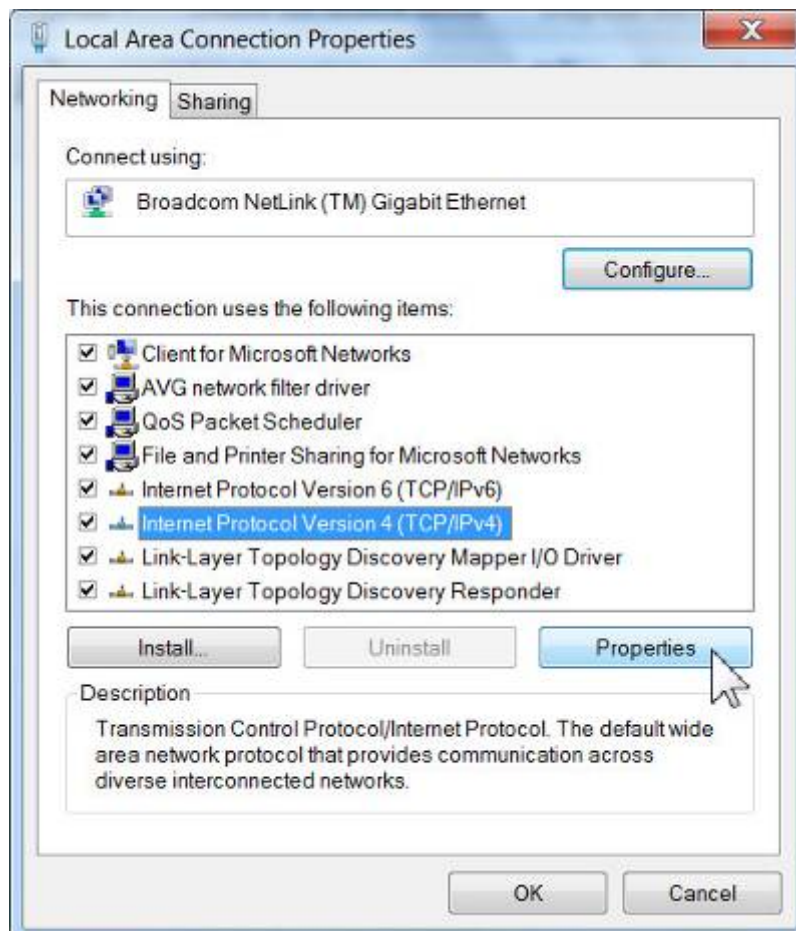 Local Area Connection Properties
Networking
Sharing
Connect using:
Broadcom NetLink (TM) Gigabit Ethernet
Configure...
This connection uses the following items:
Client for Microsoft Networks
AVG network filter driver
QoS Packet Scheduler
File and Printer Sharing for Microsoft Networks
Internet Protocol Version 6 (TCP/IPv6)
Internet Protocol Version 4 (TCP/IPv4)
Link-Layer Topology Discovery Mapper I/O Driver
Link-Layer Topology Discovery Responder
Install...
Uninstall
Properties
Description
Transmission Control Protocol/Internet Protocol. The default wide
area network protocol that provides communication across
diverse interconnected networks.
OK
Cancel